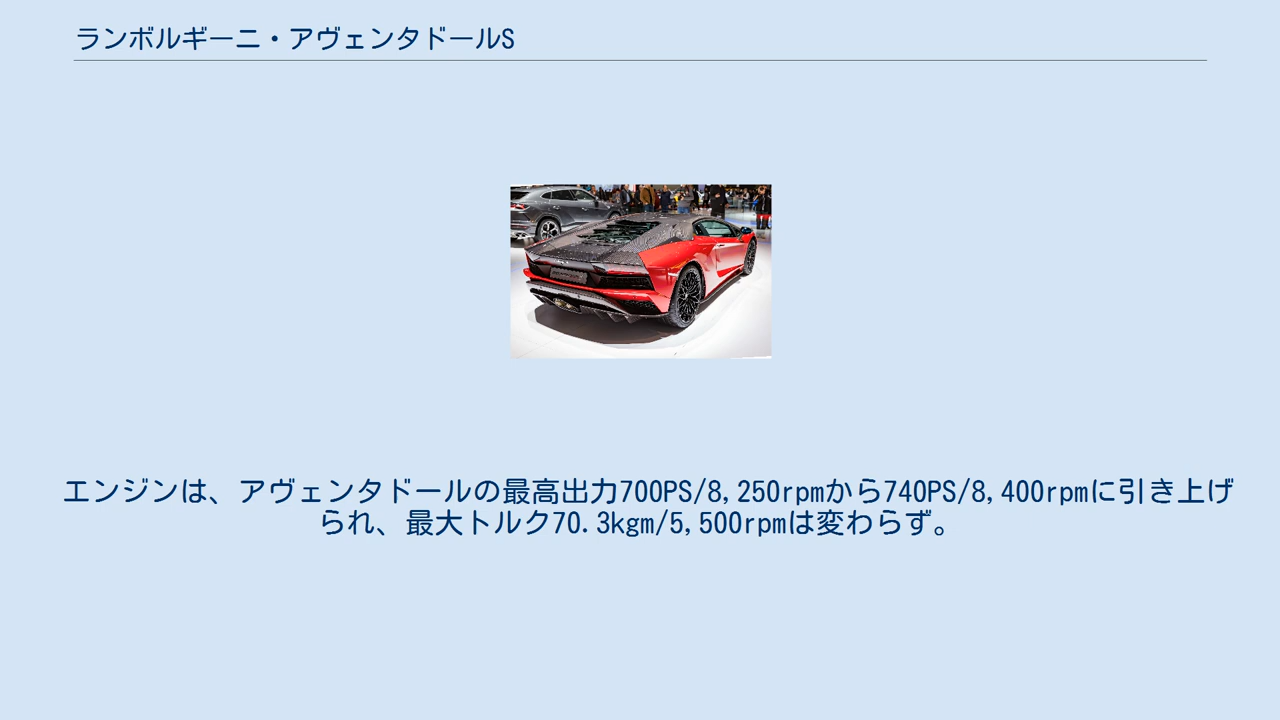 ランボルギーニ・アヴェンタドールS
エンジンは、アヴェンタドールの最高出力700PS/8,250rpmから740PS/8,400rpmに引き上げ
られ、最大トルク70.3kgm/5,500rpmは変わらず。